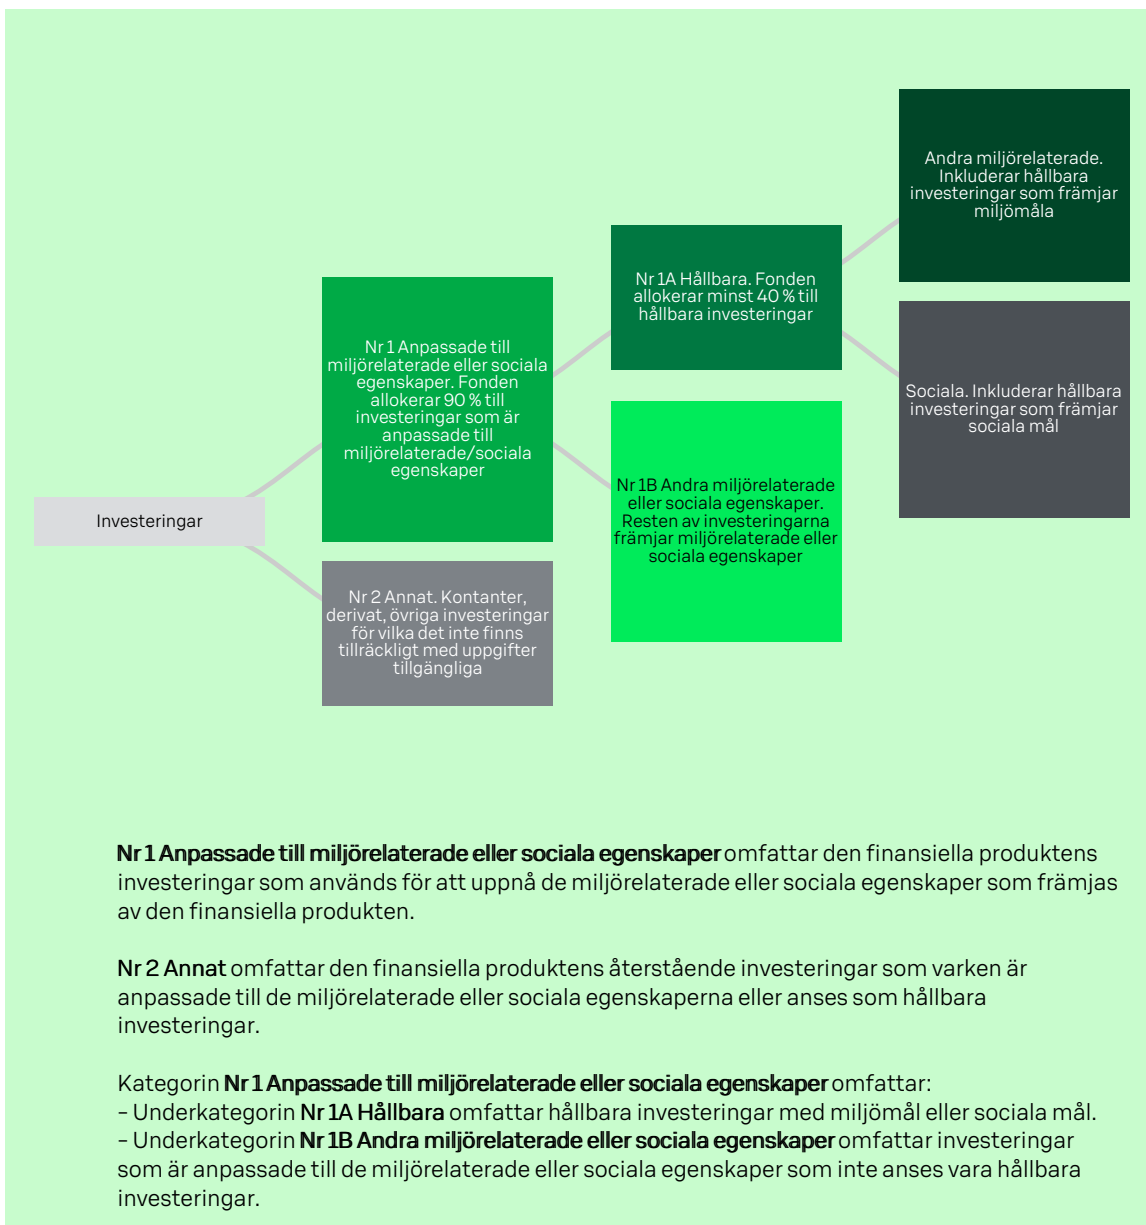 Andra miljörelaterade.
Inkluderar hållbara
investeringar som främjar
miljömåla
Nr 1A Hållbara. Fonden
allokerar minst 40 % till
hållbara investeringar
Nr 1 Anpassade till
miljörelaterade eller sociala
egenskaper. Fonden
allokerar 90 % till
investeringar som är
anpassade till
miljörelaterade/sociala
egenskaper
Sociala. Inkluderar hållbara
investeringar som främjar
sociala mål
Nr 1B Andra miljörelaterade
eller sociala egenskaper.
Resten av investeringarna
främjar miljörelaterade eller
sociala egenskaper
Investeringar
Nr 2 Annat. Kontanter,
derivat, övriga investeringar
för vilka det inte finns
tillräckligt med uppgifter
tillgängliga
Nr 1 Anpassade till miljörelaterade eller sociala egenskaper omfattar den finansiella produktens
investeringar som används för att uppnå de miljörelaterade eller sociala egenskaper som främjas
av den finansiella produkten.
Nr 2 Annat omfattar den finansiella produktens återstående investeringar som varken är
anpassade till de miljörelaterade eller sociala egenskaperna eller anses som hållbara
investeringar.
Kategorin Nr 1 Anpassade till miljörelaterade eller sociala egenskaper omfattar:
- Underkategorin Nr 1A Hållbara omfattar hållbara investeringar med miljömål eller sociala mål.
- Underkategorin Nr 1B Andra miljörelaterade eller sociala egenskaper omfattar investeringar
som är anpassade till de miljörelaterade eller sociala egenskaper som inte anses vara hållbara
investeringar.